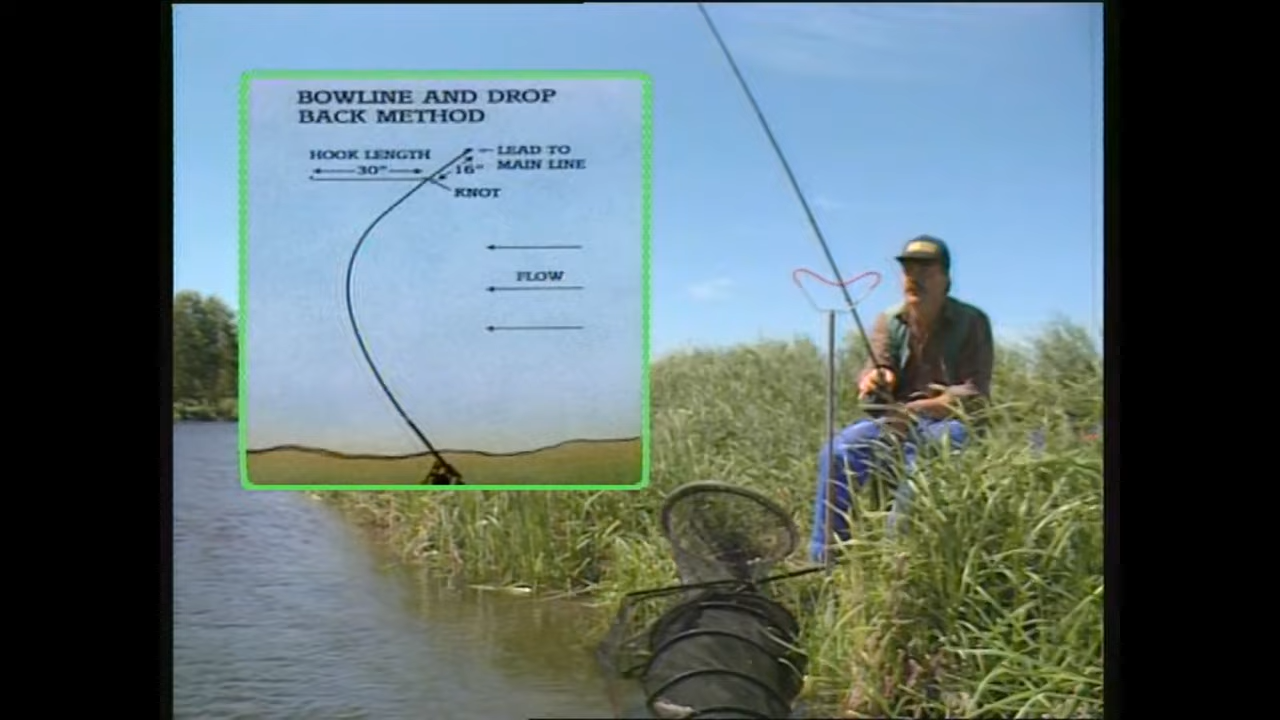 BOWLINE AND DROP
BACK METHOD
HOOK LENGTH
30"
16"
LEAD TO
MAIN LINE
KNOT
FLOW